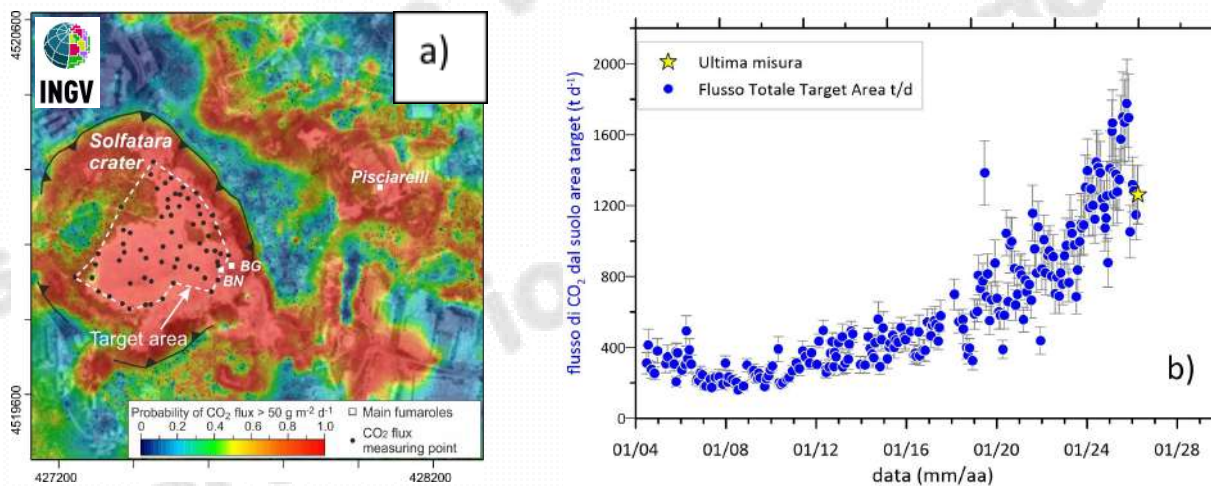 4520600
INGV
a)
Solfatara
crater
Pisciarelli
BG
BN
Target area
Probability of CO2 flux > 50 g m-2 d-1
0 0.2 0.4 0.6 0.8 1.0
Main fumaroles
CO2 flux
measuring point
4519600
427200 428200
Ultima misura
Flusso Totale Target Area t/d
flusso di CO2 dal suolo area target (t d-1)
2000
1600
1200
800
400
0
b)
01/04 01/08 01/12 01/16 01/20 01/24 01/28
data (mm/aa)